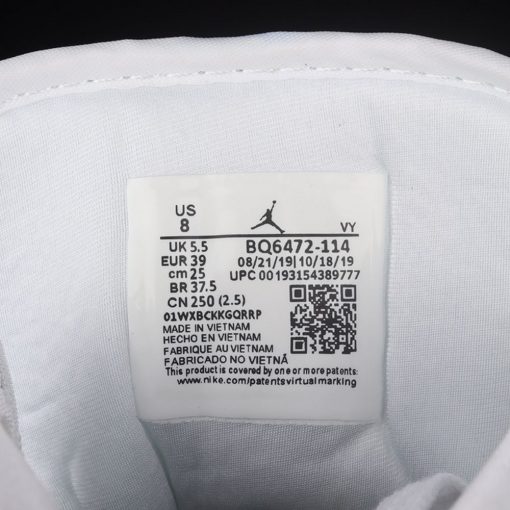 US
8
VY
UK 5.5
EUR 39
cm 25
BR 37.5
CN 250 (2.5)
BQ6472-114
08/21/19|10/18/19
UPC 00193154389777
01WXBCKKGQRRP
MADE IN VIETNAM
HECHO EN VIETNAM
FABRIQUE AU VIETNAM
FABRICADO NO VIETNÃ
This product is covered by one or more patents
www.nike.com/patentsvirtualmarking